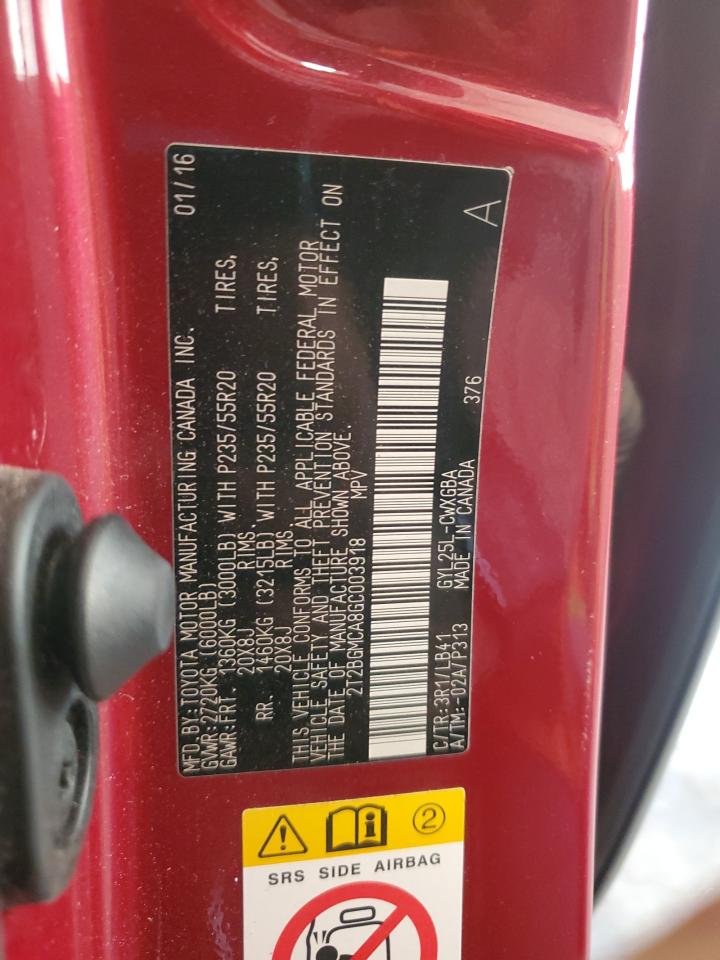 MFD.BY:TOYOTA MOTOR MANUFACTURING CANADA INC. 01/16
GVWR:2720KG (6000LB)
GAWR:FRT. 1360KG (3000LB) WITH P235/55R20 TIRES,
20X8J RIMS
RR. 1460KG (3215LB) WITH P235/55R20 TIRES,
20X8J RIMS
THIS VEHICLE CONFORMS TO ALL APPLICABLE FEDERAL MOTOR
VEHICLE SAFETY AND THEFT PREVENTION STANDARDS IN EFFECT ON
THE DATE OF MANUFACTURE SHOWN ABOVE.
2T2BGMCA8GC003918 MPV
C/TR:3R1/LB41 GYL25L-CWXGBA
A/TM:-02A/P313 MADE IN CANADA 376 A
2
SRS SIDE AIRBAG